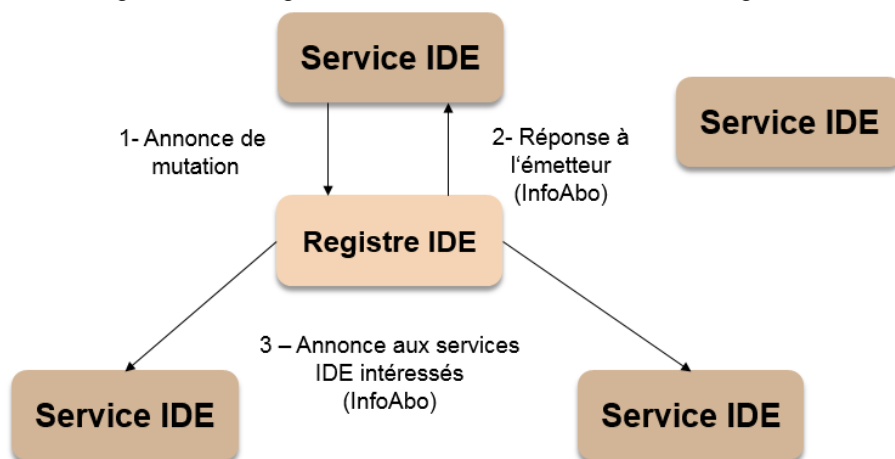 Service IDE
Service IDE
1- Annonce de
mutation
2- Réponse à
l‘émetteur
(InfoAbo)
Registre IDE
3 – Annonce aux services
IDE intéressés
(InfoAbo)
Service IDE
Service IDE